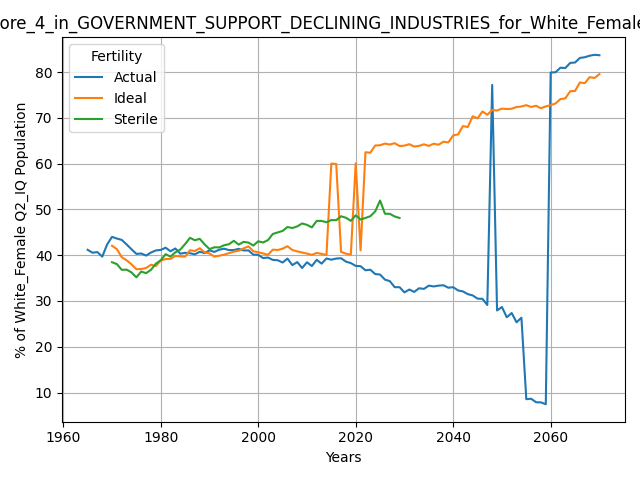 ore_4_in_GOVERNMENT_SUPPORT_DECLINING_INDUSTRIES_for_White_Female
Fertility
Actual
Ideal
Sterile
% of White_Female Q2_IQ Population
80
70
60
50
40
30
20
10
1960 1980 2000 2020 2040 2060
Years